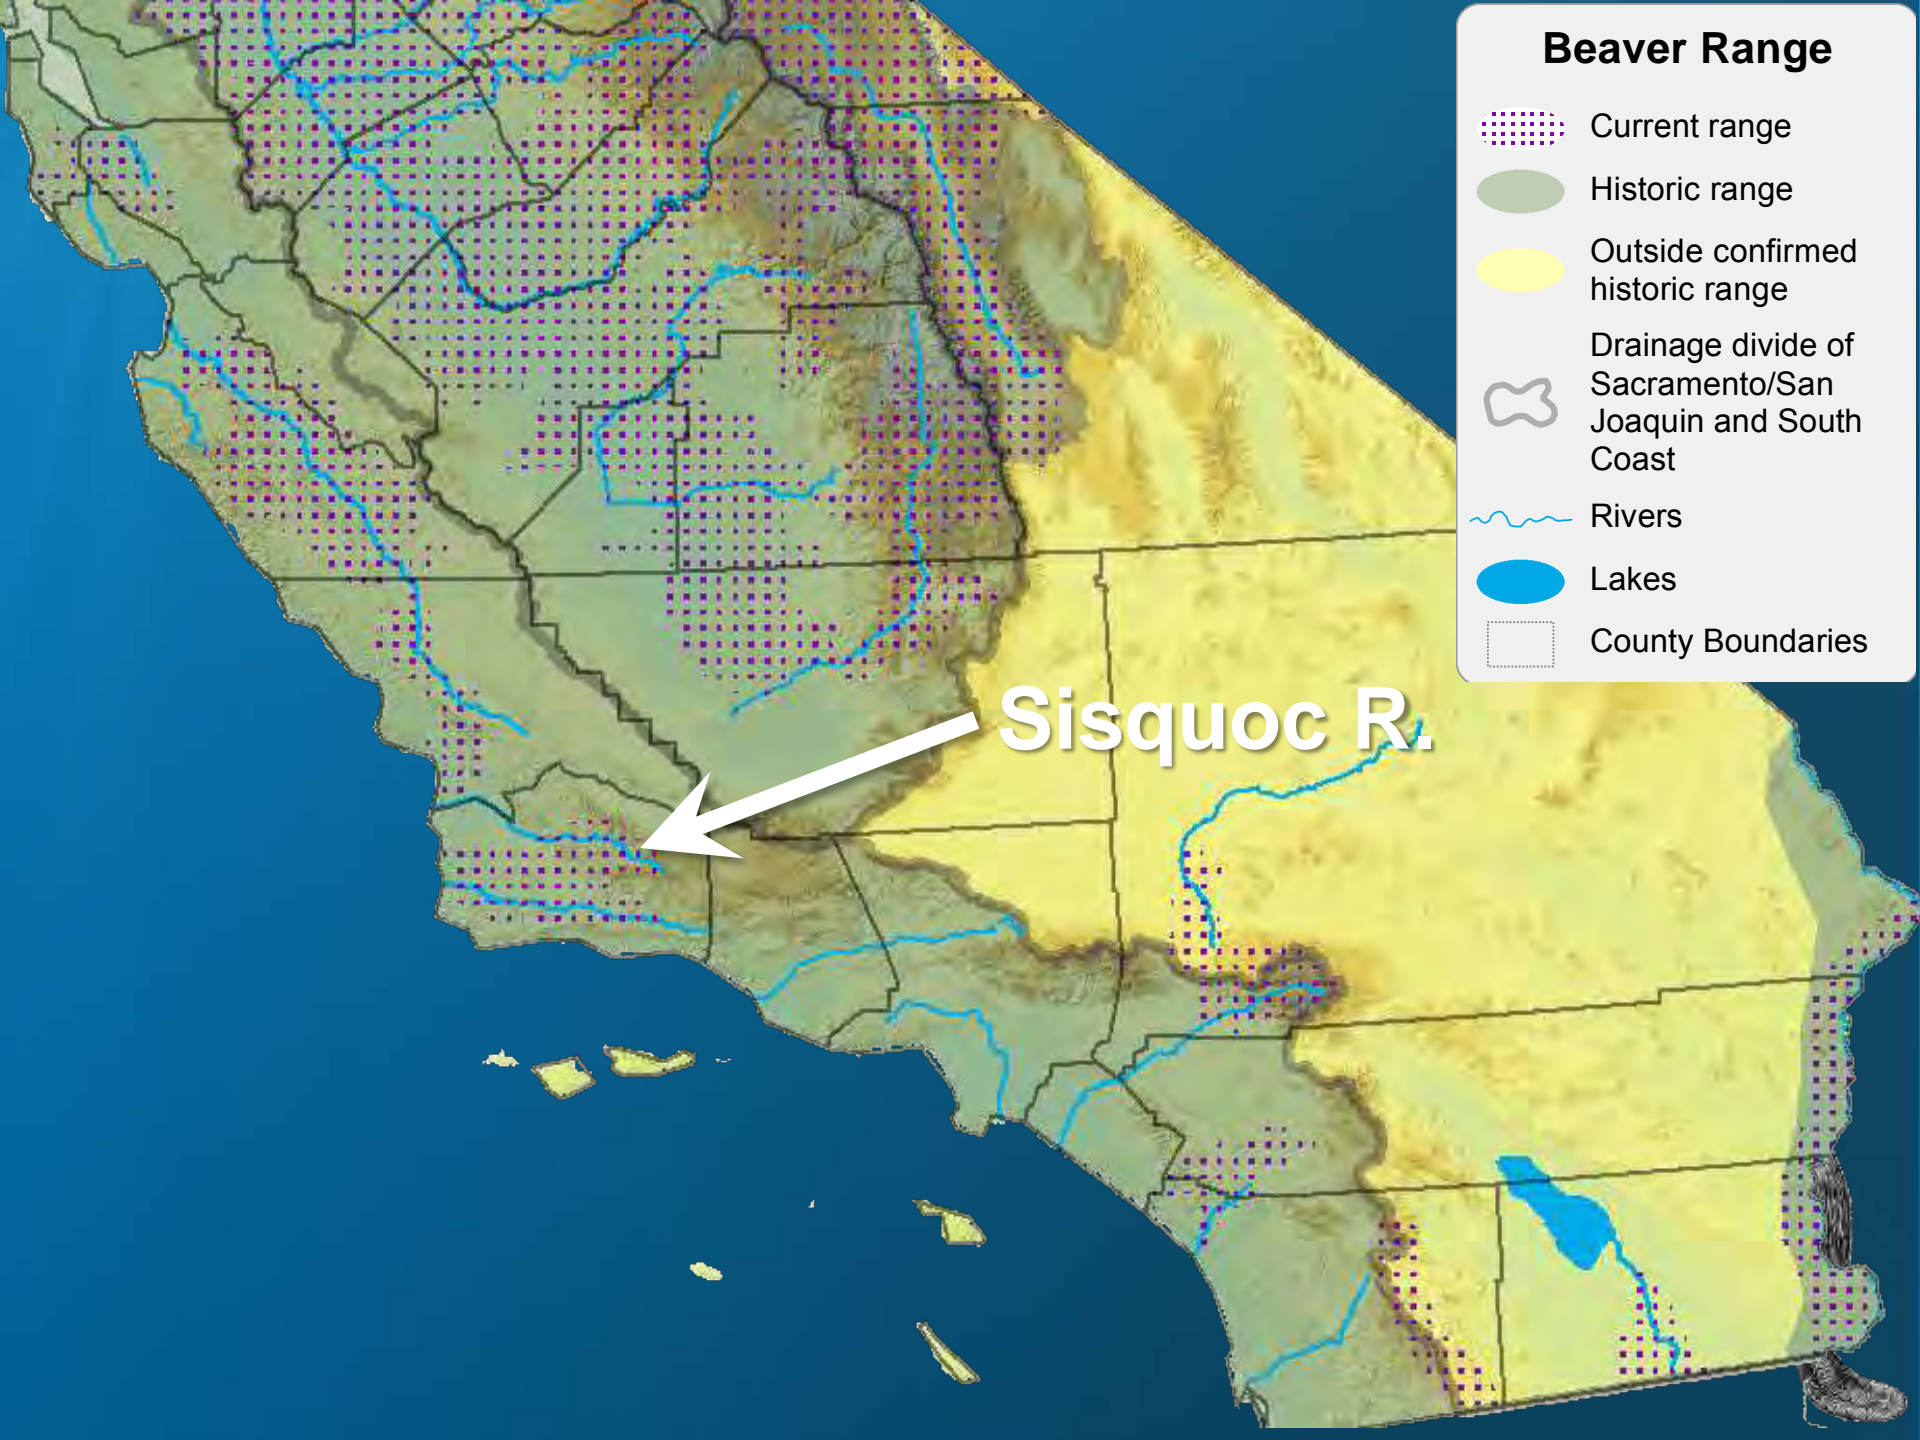 Beaver Range
Current range
Historic range
Outside confirmed
historic range
Drainage divide of
Sacramento/San
Joaquin and South
Coast
Rivers
Lakes
County Boundaries
Sisquoc R.